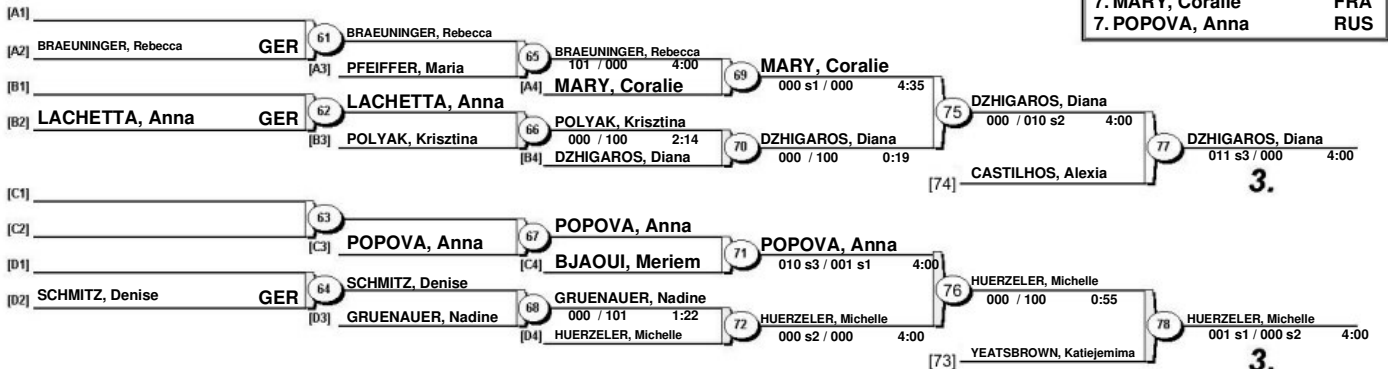 7. MARY, Coralie FRA
7. POPOVA, Anna RUS
[A1]
61 BRAEUNINGER, Rebecca
[A2] BRAEUNINGER, Rebecca GER
65 BRAEUNINGER, Rebecca
101 / 000 4:00
[A3] PFEIFFER, Maria
69 MARY, Coralie
000 s1 / 000 4:35
[A4] MARY, Coralie
[B1]
62 LACHETTA, Anna
75 DZHIGAROS, Diana
000 / 010 s2 4:00
[B2] LACHETTA, Anna GER
66 POLYAK, Krisztina
000 / 100 2:14
[B3] POLYAK, Krisztina
70 DZHIGAROS, Diana
000 / 100 0:19
77 DZHIGAROS, Diana
011 s3 / 000 4:00
[B4] DZHIGAROS, Diana
[74] CASTILHOS, Alexia
3.
[C1]
63
[C2]
67 POPOVA, Anna
[C3] POPOVA, Anna
71 POPOVA, Anna
010 s3 / 001 s1 4:00
[C4] BJAOUI, Meriem
[D1]
64 SCHMITZ, Denise
76 HUERZELER, Michelle
000 / 100 0:55
[D2] SCHMITZ, Denise GER
68 GRUENAUER, Nadine
000 / 101 1:22
[D3] GRUENAUER, Nadine
72 HUERZELER, Michelle
000 s2 / 000 4:00
78 HUERZELER, Michelle
001 s1 / 000 s2 4:00
[D4] HUERZELER, Michelle
[73] YEATSBROWN, Katiejemima
3.